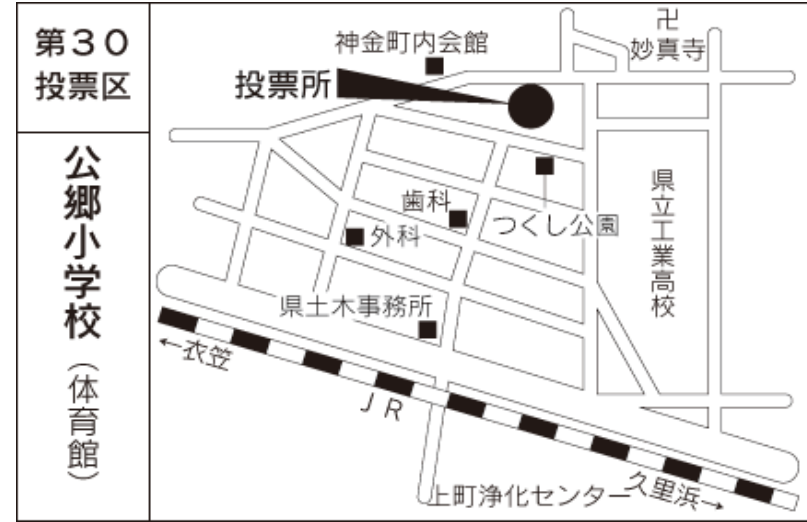 第３０
投票区
公郷小学校
（体育館）
神金町内会館
卍
妙真寺
投票所
県立工業高校
歯科
つくし公園
外科
県土木事務所
←衣笠
ＪＲ
久里浜→
上町浄化センター